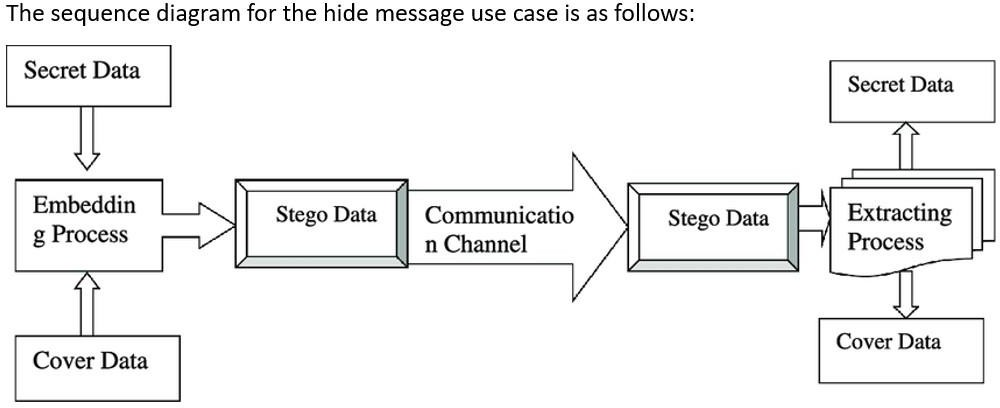 The sequence diagram for the hide message use case is as follows:
Secret Data
Secret Data
Embeddin
g Process
Stego Data
Communicatio
n Channel
Stego Data
Extracting
Process
Cover Data
Cover Data